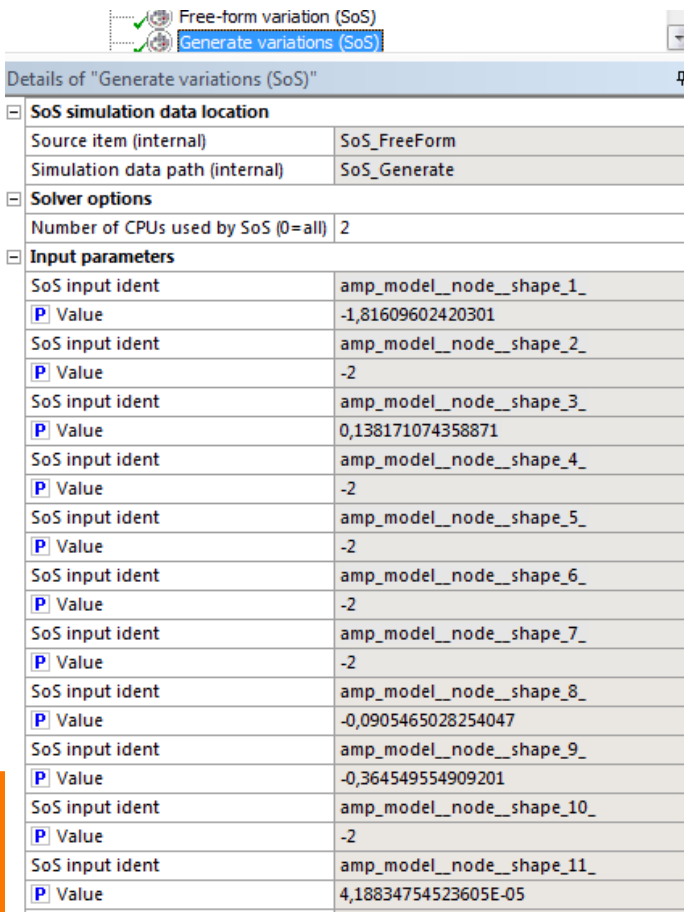 Free-form variation (SoS)
Generate variations (SoS)
Details of "Generate variations (SoS)"
SoS simulation data location
Source item (internal) SoS_FreeForm
Simulation data path (internal) SoS_Generate
Solver options
Number of CPUs used by SoS (0=all) 2
Input parameters
SoS input ident amp_model__node__shape_1_
P Value -1,81609602420301
SoS input ident amp_model__node__shape_2_
P Value -2
SoS input ident amp_model__node__shape_3_
P Value 0,138171074358871
SoS input ident amp_model__node__shape_4_
P Value -2
SoS input ident amp_model__node__shape_5_
P Value -2
SoS input ident amp_model__node__shape_6_
P Value -2
SoS input ident amp_model__node__shape_7_
P Value -2
SoS input ident amp_model__node__shape_8_
P Value -0,0905465028254047
SoS input ident amp_model__node__shape_9_
P Value -0,364549554909201
SoS input ident amp_model__node__shape_10_
P Value -2
SoS input ident amp_model__node__shape_11_
P Value 4,18834754523605E-05